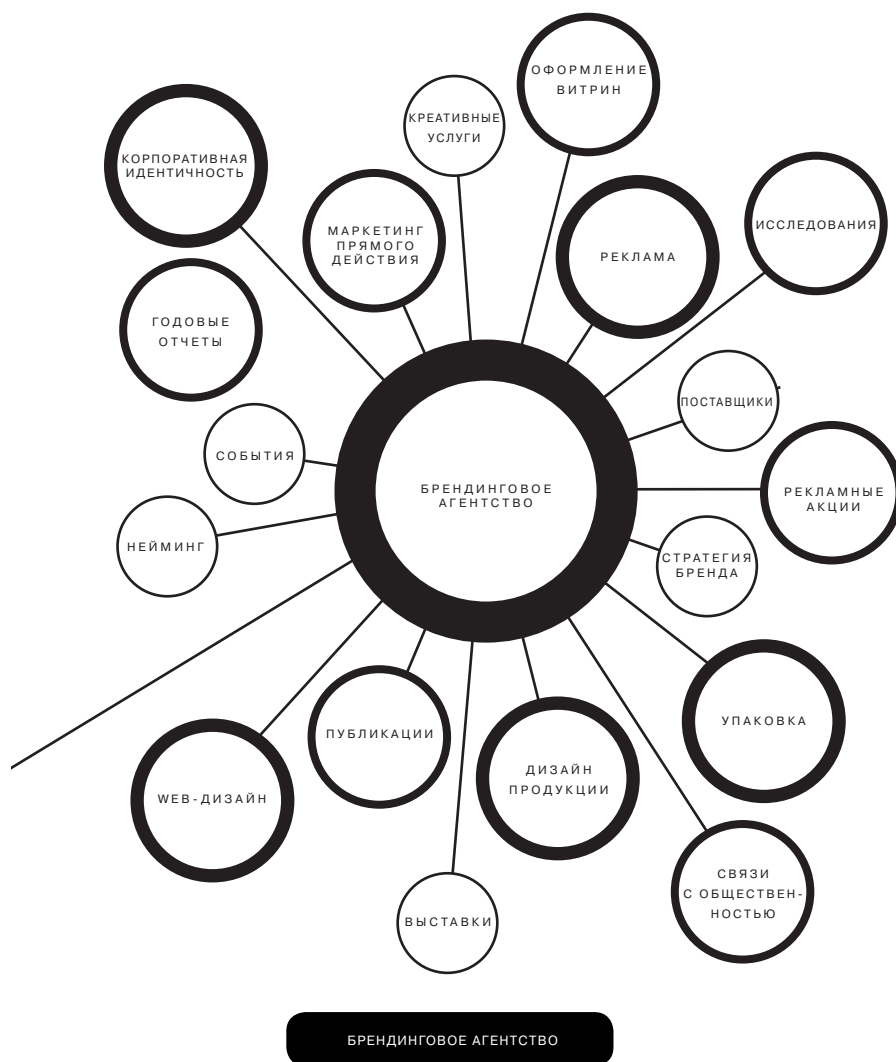 ОФОРМЛЕНИЕ
ВИТРИН
КРЕАТИВНЫЕ
УСЛУГИ
КОРПОРАТИВНАЯ
ИДЕНТИЧНОСТЬ
МАРКЕТИНГ
ПРЯМОГО
ДЕЙСТВИЯ
РЕКЛАМА
ИССЛЕДОВАНИЯ
ГОДОВЫЕ
ОТЧЕТЫ
ПОСТАВЩИКИ
СОБЫТИЯ
БРЕНДИНГОВОЕ
АГЕНТСТВО
РЕКЛАМНЫЕ
АКЦИИ
НЕЙМИНГ
СТРАТЕГИЯ
БРЕНДА
УПАКОВКА
ПУБЛИКАЦИИ
ДИЗАЙН
ПРОДУКЦИИ
WEB-ДИЗАЙН
СВЯЗИ
С ОБЩЕСТВЕН-
НОСТЬЮ
ВЫСТАВКИ
БРЕНДИНГОВОЕ АГЕНТСТВО